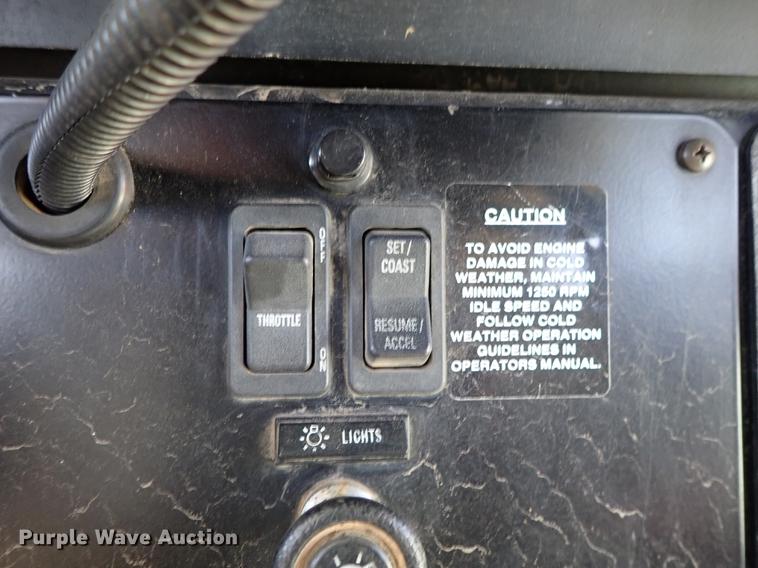 OFF
THROTTLE
ON
SET/
COAST
RESUME/
ACCEL
CAUTION
TO AVOID ENGINE
DAMAGE IN COLD
WEATHER, MAINTAIN
MINIMUM 1250 RPM
IDLE SPEED AND
FOLLOW COLD
WEATHER OPERATION
GUIDELINES IN
OPERATORS MANUAL.
LIGHTS
Purple Wave Auction